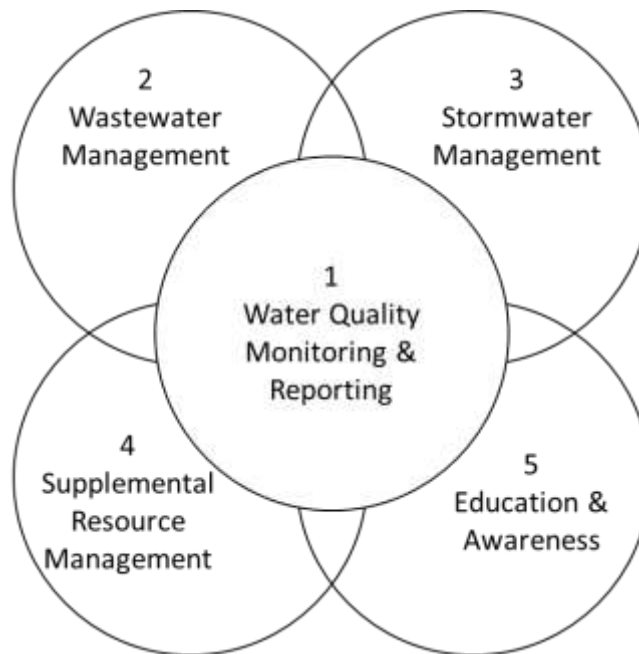 2
Wastewater
Management
3
Stormwater
Management
1
Water Quality
Monitoring &
Reporting
4
Supplemental
Resource
Management
5
Education &
Awareness